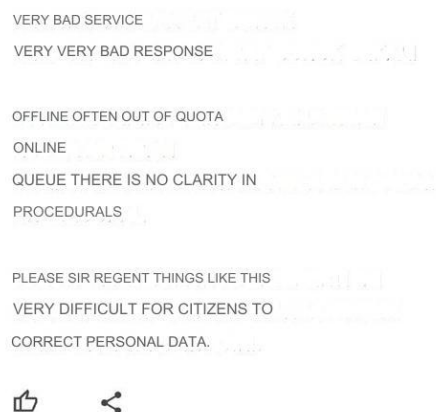 VERY BAD SERVICE
VERY VERY BAD RESPONSE
OFFLINE OFTEN OUT OF QUOTA
ONLINE
QUEUE THERE IS NO CLARITY IN
PROCEDURALS
PLEASE SIR REGENT THINGS LIKE THIS
VERY DIFFICULT FOR CITIZENS TO
CORRECT PERSONAL DATA.